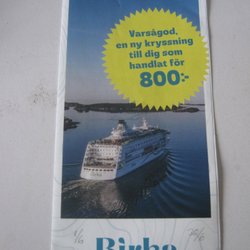 Varsågod,
en ny kryssning
till dig som
handlat för
800:-
Birka